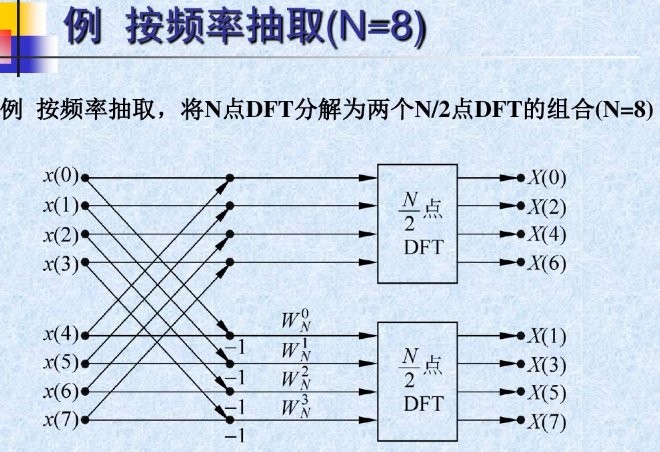 例 按频率抽取(N=8)
例 按频率抽取，将N点DFT分解为两个N/2点DFT的组合(N=8)
x(0)
x(1)
x(2)
x(3)
x(4)
x(5)
x(6)
x(7)
-1
-1
-1
-1
W_N^0
W_N^1
W_N^2
W_N^3
N/2 点
DFT
N/2 点
DFT
X(0)
X(2)
X(4)
X(6)
X(1)
X(3)
X(5)
X(7)